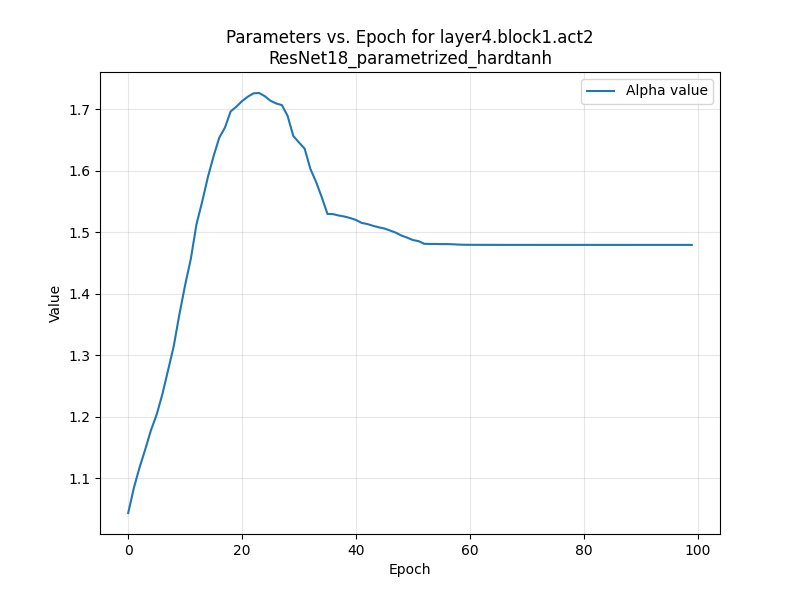 Parameters vs. Epoch for layer4.block1.act2
ResNet18_parametrized_hardtanh
Alpha value
1.7
1.6
1.5
1.4
1.3
1.2
1.1
Value
0 20 40 60 80 100
Epoch